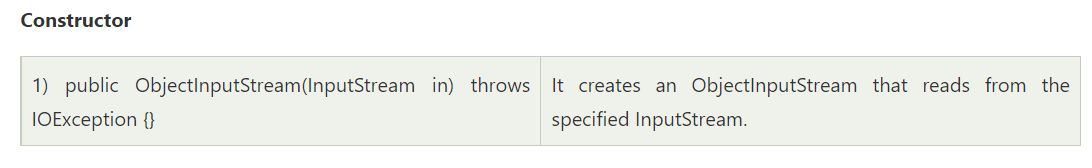 Constructor
1) public ObjectInputStream(InputStream in) throws
IOException {}
It creates an ObjectInputStream that reads from the
specified InputStream.